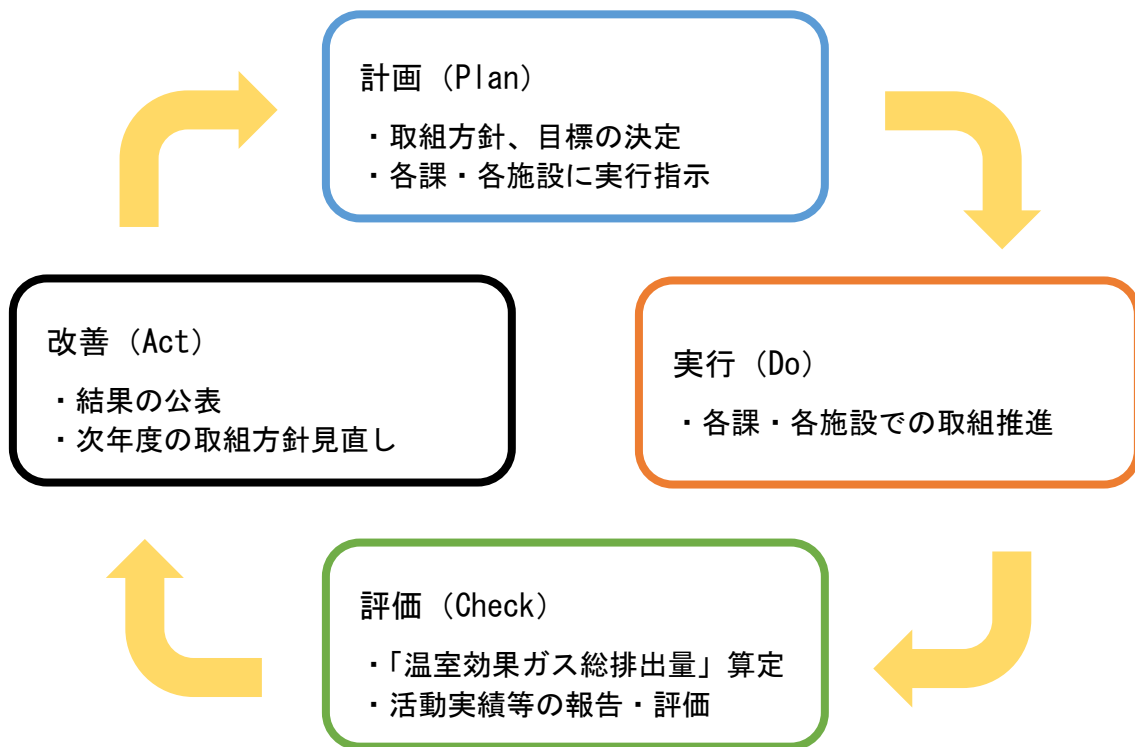 計画（Plan）
・取組方針、目標の決定
・各課・各施設に実行指示
実行（Do）
・各課・各施設での取組推進
評価（Check）
・「温室効果ガス総排出量」算定
・活動実績等の報告・評価
改善（Act）
・結果の公表
・次年度の取組方針見直し